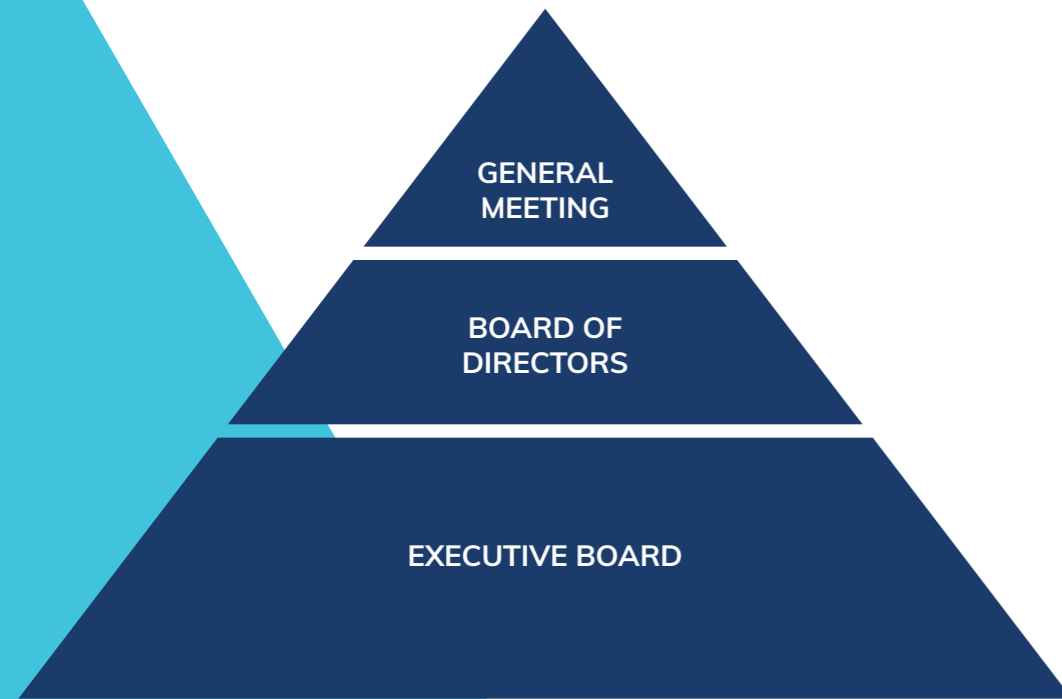 GENERAL
MEETING
BOARD OF
DIRECTORS
EXECUTIVE BOARD